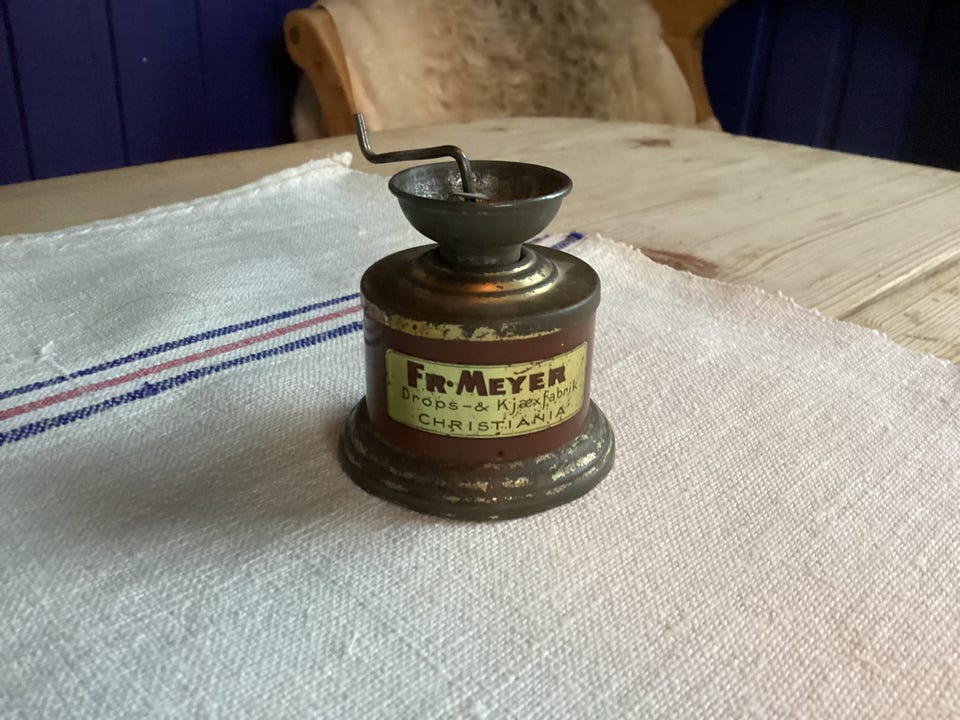 FR·MEYER
Drops-& Kjæxfabrik
CHRISTIANIA